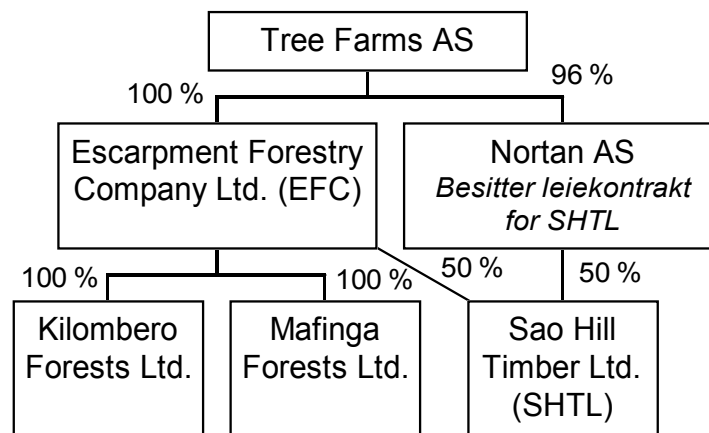 Tree Farms AS
100 %
96 %
Escarpment Forestry
Company Ltd. (EFC)
Nortan AS
Besitter leiekontrakt
for SHTL
100 %
100 %
50 %
50 %
Kilombero
Forests Ltd.
Mafinga
Forests Ltd.
Sao Hill
Timber Ltd.
(SHTL)